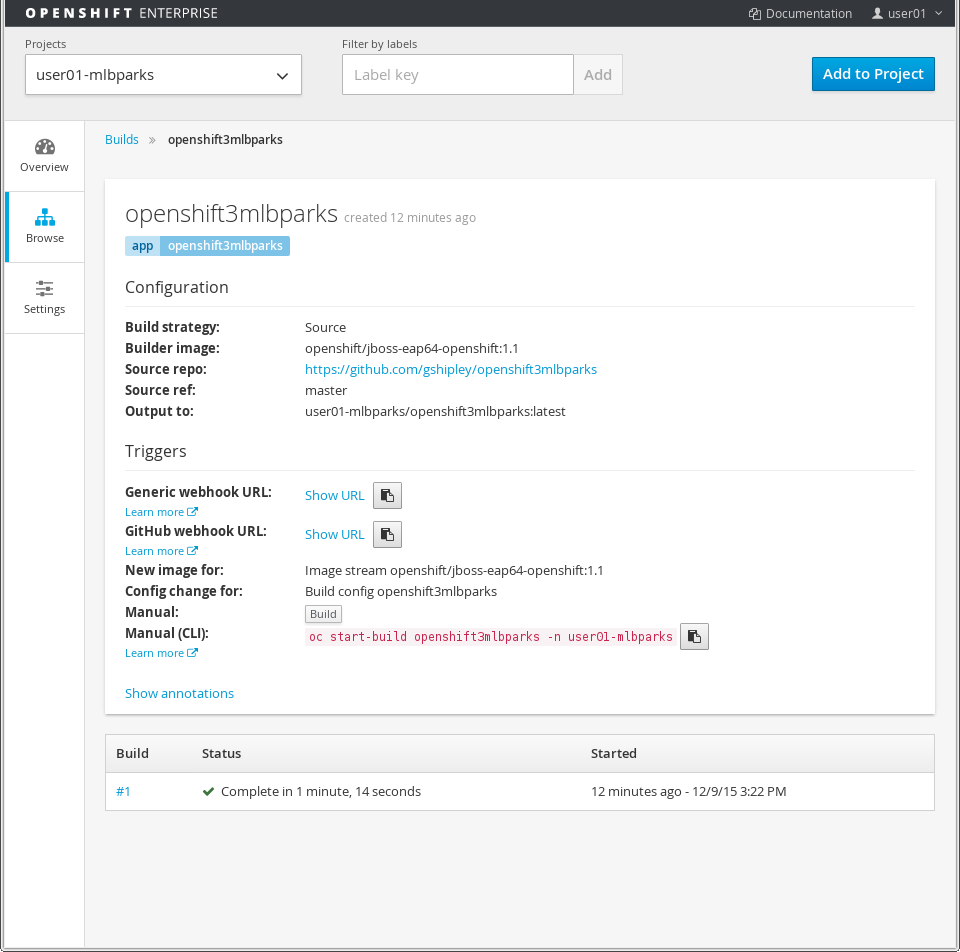 OPENSHIFT ENTERPRISE Documentation user01
Projects Filter by labels
user01-mlbparks Label key Add Add to Project
Overview
Browse
Settings
Builds » openshift3mlbparks
openshift3mlbparks created 12 minutes ago
app openshift3mlbparks
Configuration
Build strategy: Source
Builder image: openshift/jboss-eap64-openshift:1.1
Source repo: https://github.com/gshipley/openshift3mlbparks
Source ref: master
Output to: user01-mlbparks/openshift3mlbparks:latest
Triggers
Generic webhook URL: Show URL
Learn more
GitHub webhook URL: Show URL
Learn more
New image for: Image stream openshift/jboss-eap64-openshift:1.1
Config change for: Build config openshift3mlbparks
Manual: Build
Manual (CLI): oc start-build openshift3mlbparks -n user01-mlbparks
Learn more
Show annotations
Build Status Started
#1 Complete in 1 minute, 14 seconds 12 minutes ago - 12/9/15 3:22 PM